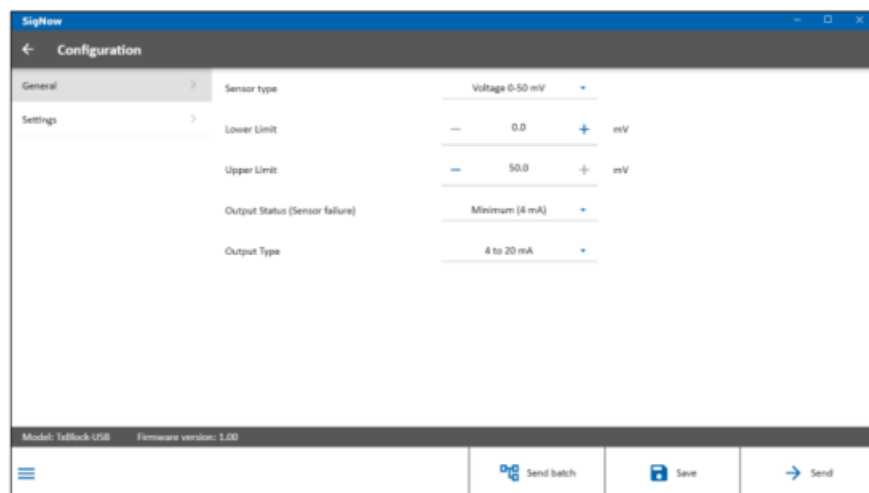 SigNow
Configuration
General
Sensor type Voltage 0-50 mV
Settings
Lower Limit 0.0 mV
Upper Limit 50.0 mV
Output Status (Sensor failure) Minimum (4 mA)
Output Type 4 to 20 mA
Model: TxBlock-USB Firmware version: 1.00
Send batch Save Send